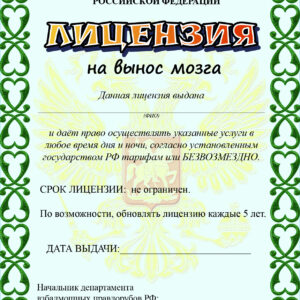 РОССИЙСКОЙ ФЕДЕРАЦИИ
ЛИЦЕНЗИЯ
на вынос мозга
Данная лицензия выдана
(ФИО)
и даёт право осуществлять указанные услуги в
любое время дня и ночи, согласно установленным
государством РФ тарифам или БЕЗВОЗМЕЗДНО.
СРОК ЛИЦЕНЗИИ: не ограничен.
По возможности, обновлять лицензию каждые 5 лет.
ДАТА ВЫДАЧИ:
Начальник департамента
взбалмошных правдорубов РФ: